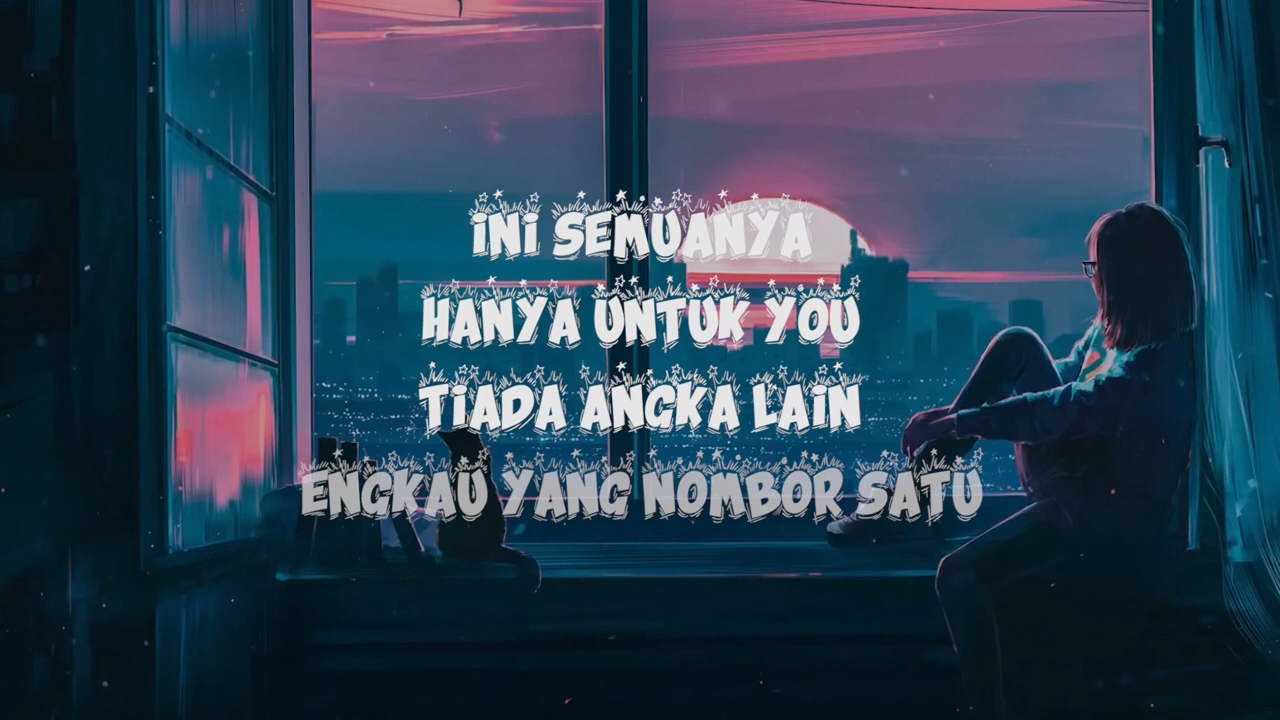 iNi SEMUANYA
HANYA UNTUK YOU
TiADA ANGKA LAiN
ENGKAU YANG NOMBOR SATU